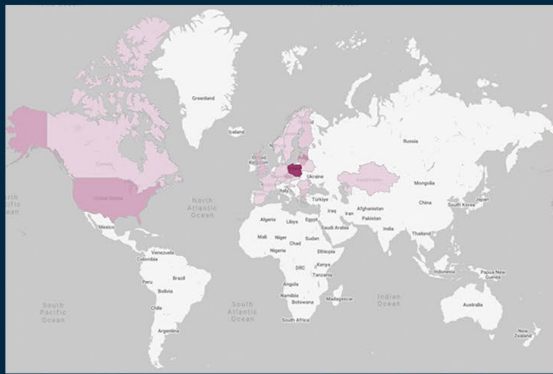 Greenland
Iceland
Canada
United
Kingdom
Russia
Ukraine
Kazakhstan
Mongolia
United States
North
Atlantic
Ocean
Italy
Türkiye
China
South Korea
Japan
Iraq
Iran
Afghanistan
Pakistan
Algeria
Libya
Egypt
Saudi Arabia
India
Mexico
Mali
Niger
Chad
Sudan
Thailand
Nigeria
Ethiopia
Venezuela
Colombia
DRC
Kenya
Tanzania
Indonesia
Papua New
Guinea
Peru
Brazil
Bolivia
Angola
Namibia
Botswana
Madagascar
South
Pacific
Ocean
South
Atlantic
Ocean
Indian
Ocean
Chile
Australia
South Africa
Argentina
New
Zealand